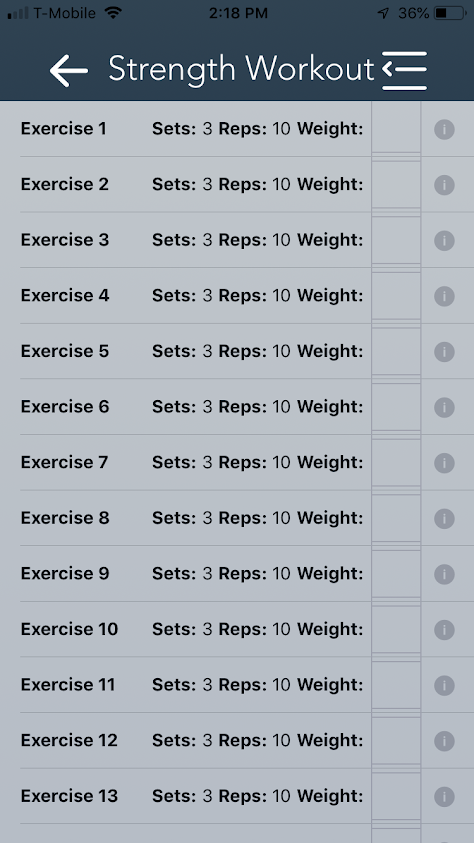 T-Mobile 2:18 PM 36%
Strength Workout
Exercise 1 Sets: 3 Reps: 10 Weight:
Exercise 2 Sets: 3 Reps: 10 Weight:
Exercise 3 Sets: 3 Reps: 10 Weight:
Exercise 4 Sets: 3 Reps: 10 Weight:
Exercise 5 Sets: 3 Reps: 10 Weight:
Exercise 6 Sets: 3 Reps: 10 Weight:
Exercise 7 Sets: 3 Reps: 10 Weight:
Exercise 8 Sets: 3 Reps: 10 Weight:
Exercise 9 Sets: 3 Reps: 10 Weight:
Exercise 10 Sets: 3 Reps: 10 Weight:
Exercise 11 Sets: 3 Reps: 10 Weight:
Exercise 12 Sets: 3 Reps: 10 Weight:
Exercise 13 Sets: 3 Reps: 10 Weight: